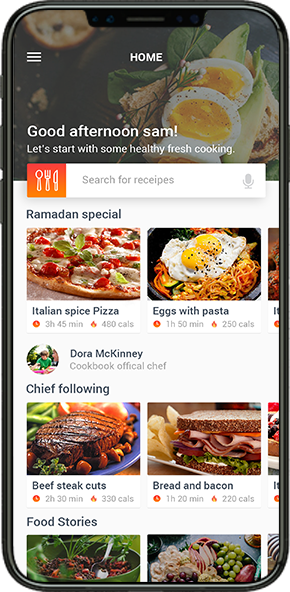 HOME
Good afternoon sam!
Let's start with some healthy fresh cooking.
Search for receipes
Ramadan special
Italian spice Pizza
3h 45 min 480 cals
Eggs with pasta
1h 50 min 250 cals
It
Dora McKinney
Cookbook offical chef
Chief following
Beef steak cuts
2h 30 min 330 cals
Bread and bacon
1h 20 min 220 cals
It
Food Stories